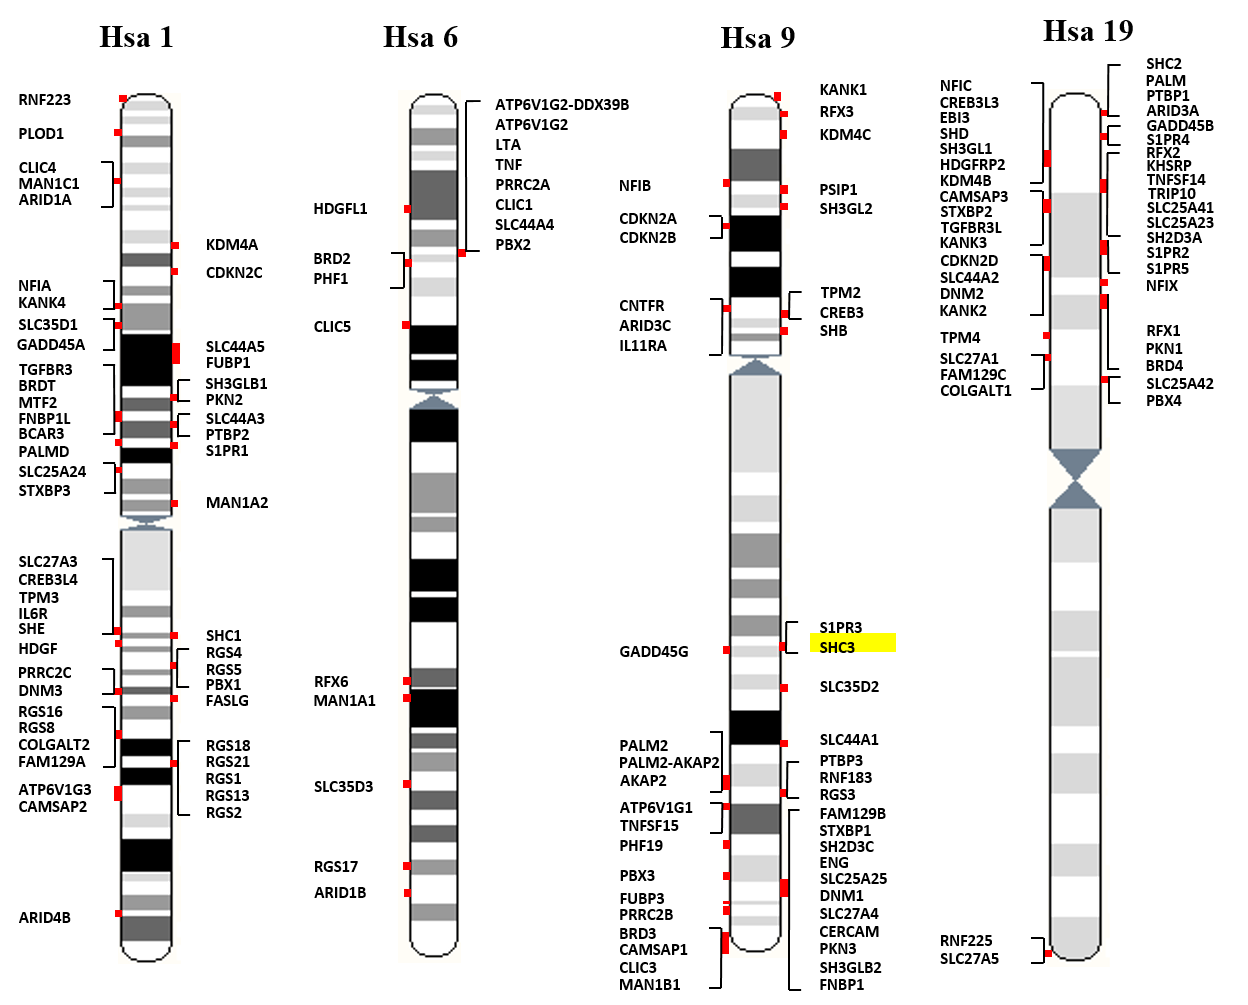 Hsa 1
RNF223
PLOD1
CLIC4
MAN1C1
ARID1A
KDM4A
CDKN2C
NFIA
KANK4
SLC35D1
GADD45A
SLC44A5
FUBP1
TGFBR3
BRDT
MTF2
FNBP1L
BCAR3
SH3GLB1
PKN2
SLC44A3
PTBP2
PALMD
S1PR1
SLC25A24
STXBP3
MAN1A2
SLC27A3
CREB3L4
TPM3
IL6R
SHE
HDGF
SHC1
RGS4
RGS5
PBX1
FASLG
PRRC2C
DNM3
RGS16
RGS8
COLGALT2
FAM129A
RGS18
RGS21
RGS1
RGS13
RGS2
ATP6V1G3
CAMSAP2
ARID4B
Hsa 6
ATP6V1G2-DDX39B
ATP6V1G2
LTA
TNF
PRRC2A
CLIC1
SLC44A4
PBX2
HDGFL1
BRD2
PHF1
CLIC5
RFX6
MAN1A1
SLC35D3
RGS17
ARID1B
Hsa 9
KANK1
RFX3
KDM4C
NFIB
PSIP1
SH3GL2
CDKN2A
CDKN2B
CNTFR
ARID3C
IL11RA
TPM2
CREB3
SHB
S1PR3
SHC3
GADD45G
SLC35D2
SLC44A1
PALM2
PALM2-AKAP2
AKAP2
PTBP3
RNF183
RGS3
ATP6V1G1
TNFSF15
PHF19
PBX3
FUBP3
PRRC2B
BRD3
CAMSAP1
CLIC3
MAN1B1
FAM129B
STXBP1
SH2D3C
ENG
SLC25A25
DNM1
SLC27A4
CERCAM
PKN3
SH3GLB2
FNBP1
Hsa 19
NFIC
CREB3L3
EBI3
SHD
SH3GL1
HDGFRP2
KDM4B
CAMSAP3
STXBP2
TGFBR3L
KANK3
CDKN2D
SLC44A2
DNM2
KANK2
TPM4
SLC27A1
FAM129C
COLGALT1
SHC2
PALM
PTBP1
ARID3A
GADD45B
S1PR4
RFX2
KHSRP
TNFSF14
TRIP10
SLC25A41
SLC25A23
SH2D3A
S1PR2
S1PR5
NFIX
RFX1
PKN1
BRD4
SLC25A42
PBX4
RNF225
SLC27A5